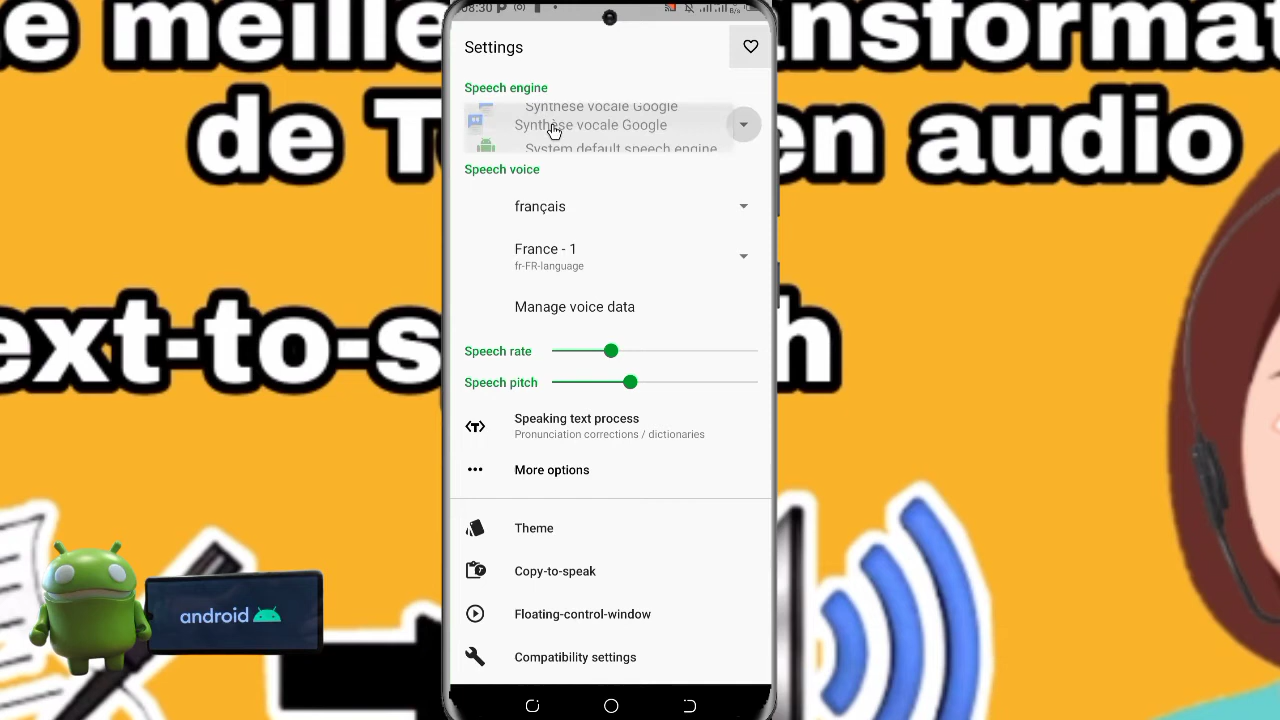 e meille
nsformat
de T
en audio
ext-to-s
h
08:30
Settings
Speech engine
Synthèse vocale Google
Synthèse vocale Google
System default speech engine
Speech voice
français
France - 1
fr-FR-language
Manage voice data
Speech rate
Speech pitch
Speaking text process
Pronunciation corrections / dictionaries
More options
Theme
Copy-to-speak
Floating-control-window
Compatibility settings
android